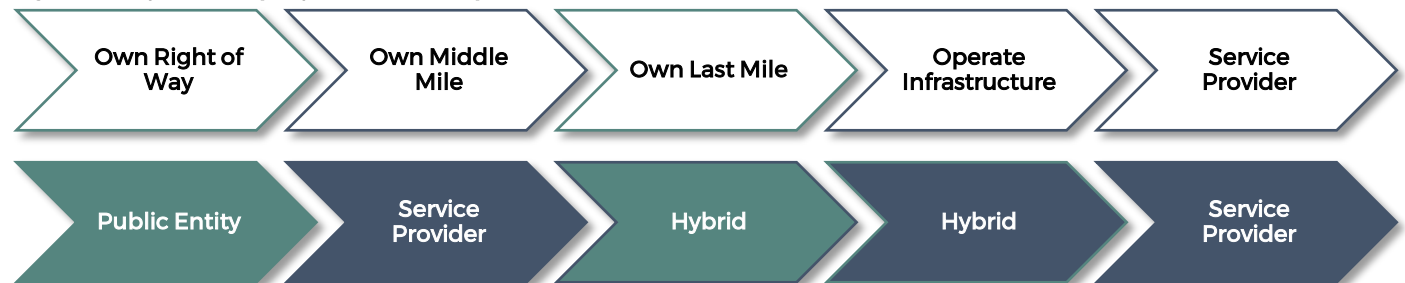 Own Right of
Way
Own Middle
Mile
Own Last Mile
Operate
Infrastructure
Service
Provider
Public Entity
Service
Provider
Hybrid
Hybrid
Service
Provider